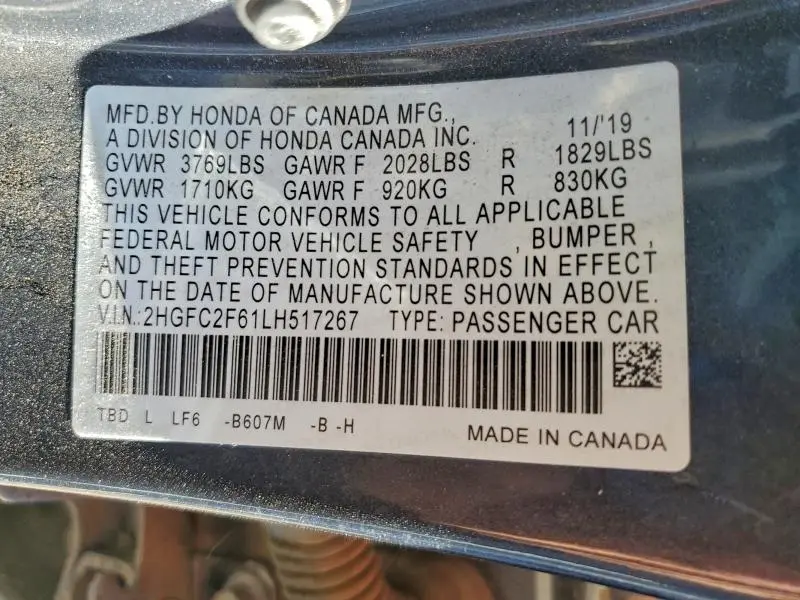 MFD.BY HONDA OF CANADA MFG.,
A DIVISION OF HONDA CANADA INC. 11/'19
GVWR 3769LBS GAWR F 2028LBS R 1829LBS
GVWR 1710KG GAWR F 920KG R 830KG
THIS VEHICLE CONFORMS TO ALL APPLICABLE
FEDERAL MOTOR VEHICLE SAFETY , BUMPER ,
AND THEFT PREVENTION STANDARDS IN EFFECT
ON THE DATE OF MANUFACTURE SHOWN ABOVE.
V.I.N.:2HGFC2F61LH517267 TYPE: PASSENGER CAR
TBD L LF6 -B607M -B -H
MADE IN CANADA